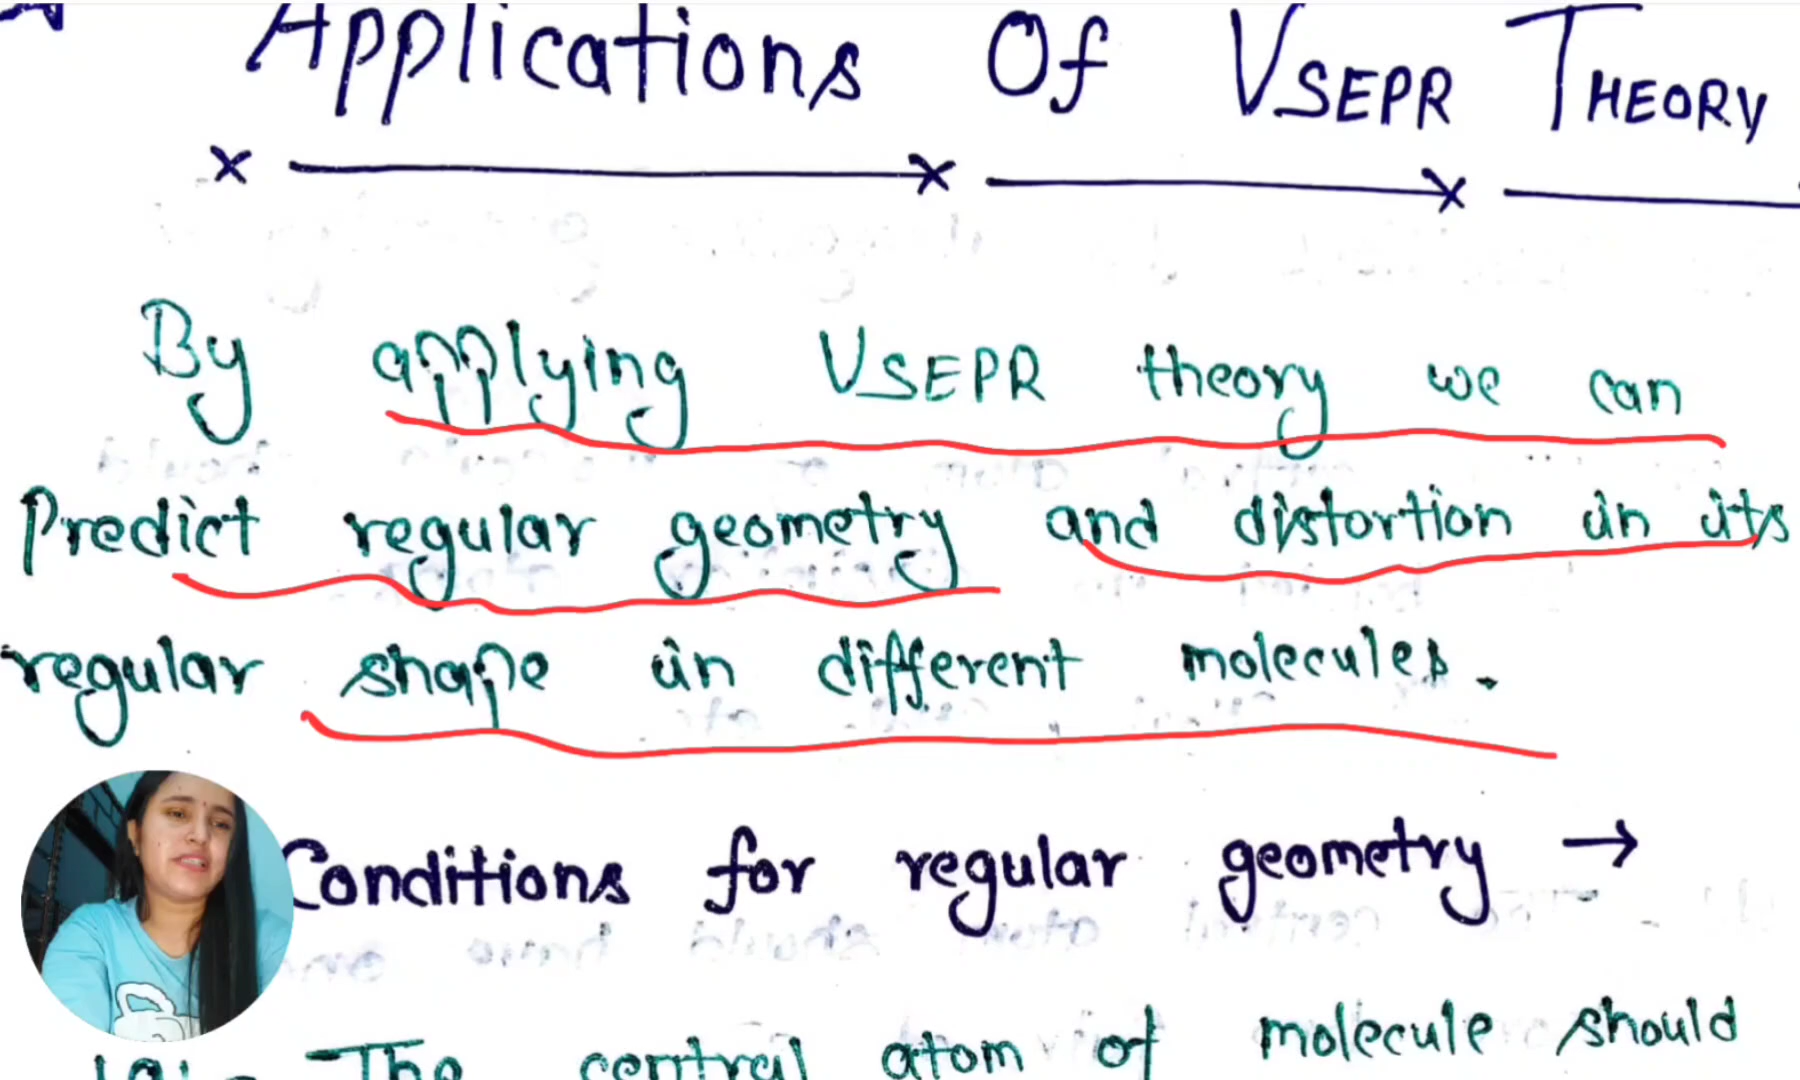 Applications Of VSEPR THEORY
By applying VSEPR theory we can
Predict regular geometry and distortion in its
regular shape in different molecules.
Conditions for regular geometry →
The central atom of molecule should